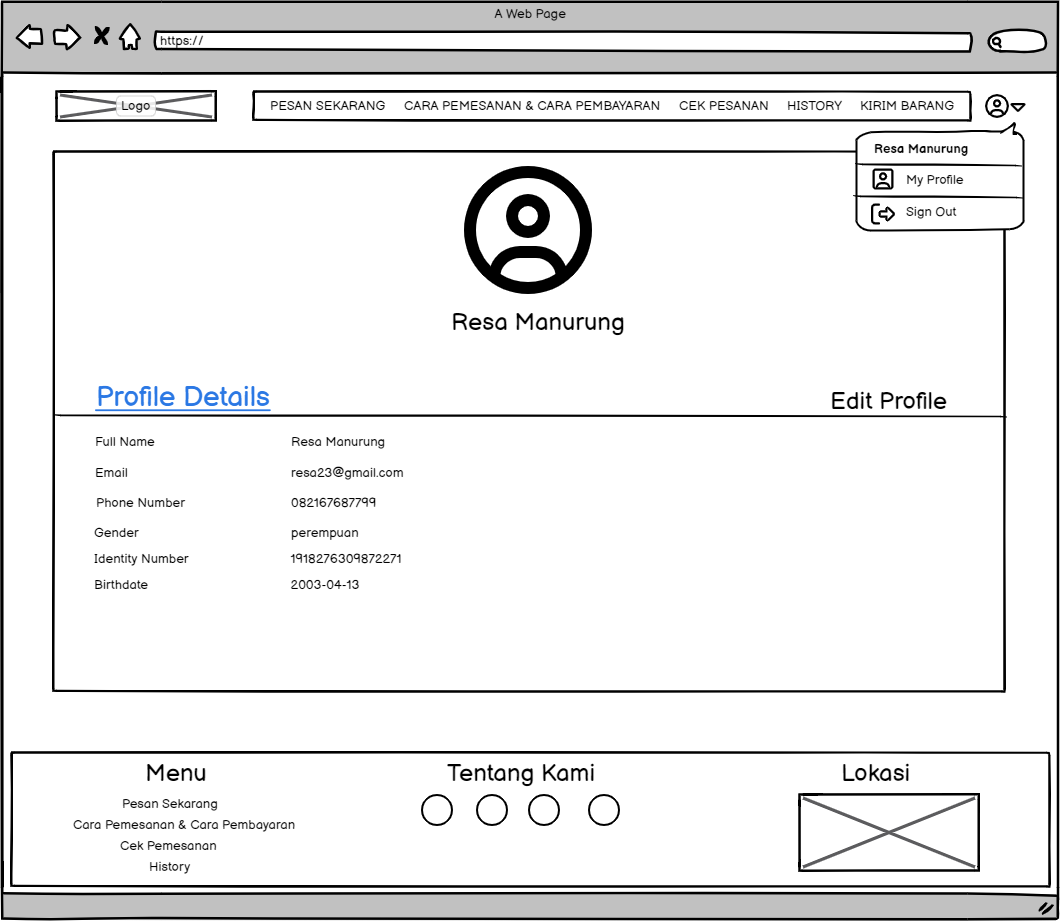 A Web Page
https://
Logo
PESAN SEKARANG CARA PEMESANAN & CARA PEMBAYARAN CEK PESANAN HISTORY KIRIM BARANG
Resa Manurung
My Profile
Sign Out
Resa Manurung
Profile Details
Edit Profile
Full Name Resa Manurung
Email resa23@gmail.com
Phone Number 082167687799
Gender perempuan
Identity Number 1918276309872271
Birthdate 2003-04-13
Menu
Pesan Sekarang
Cara Pemesanan & Cara Pembayaran
Cek Pemesanan
History
Tentang Kami
Lokasi